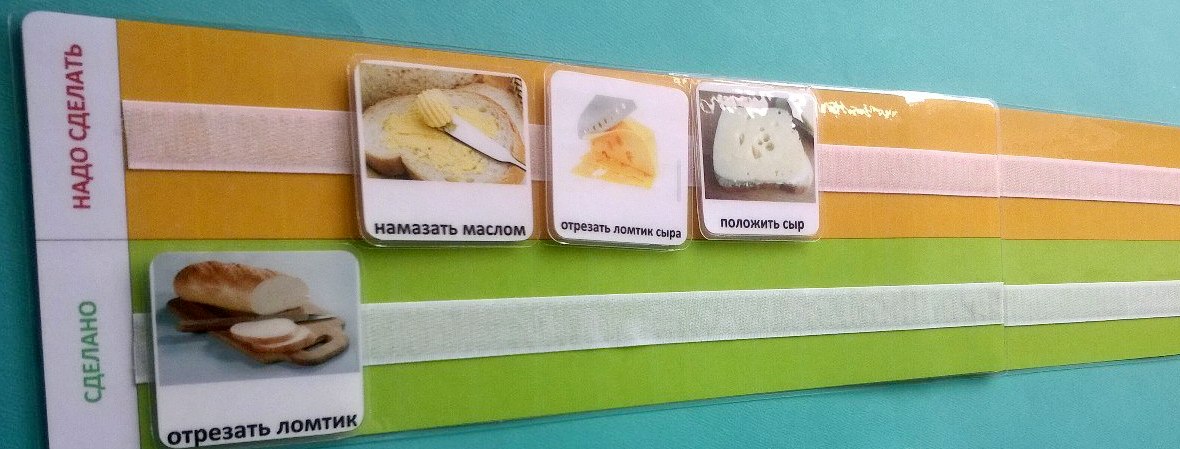 НАДО СДЕЛАТЬ
намазать маслом
отрезать ломтик сыра
положить сыр
СДЕЛАНО
отрезать ломтик